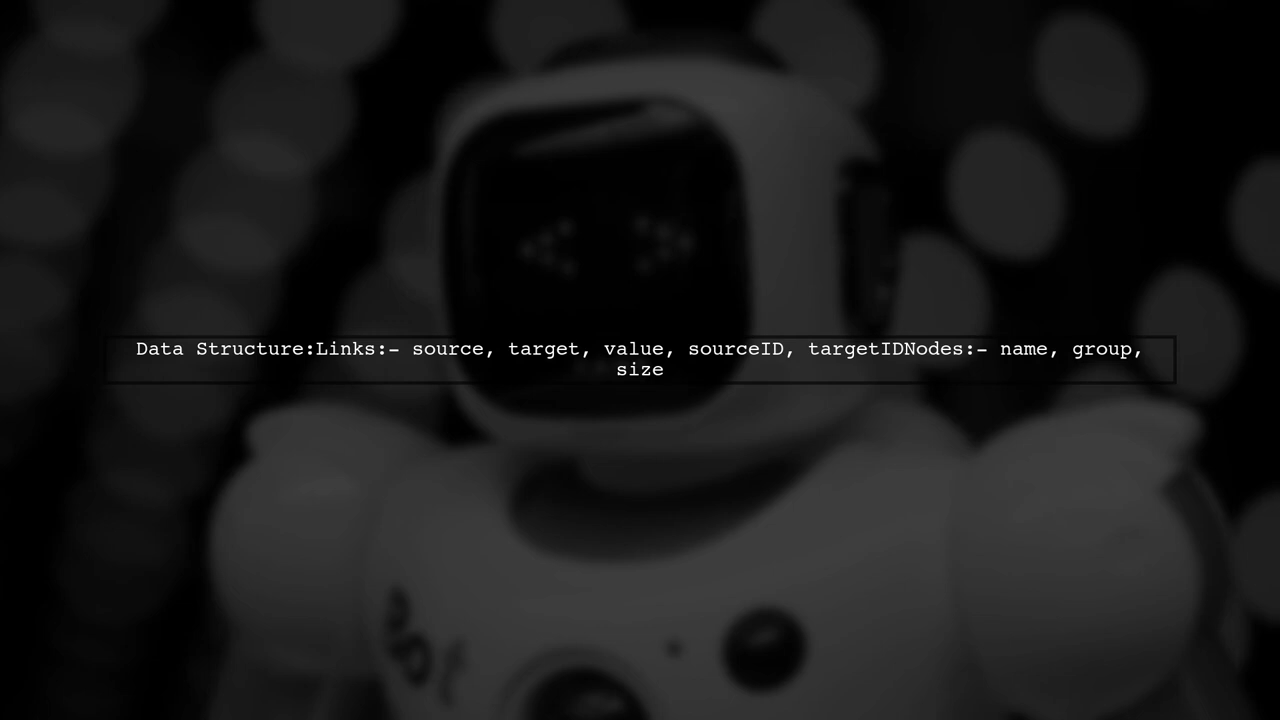 Data Structure:Links:- source, target, value, sourceID, targetIDNodes:- name, group,
size